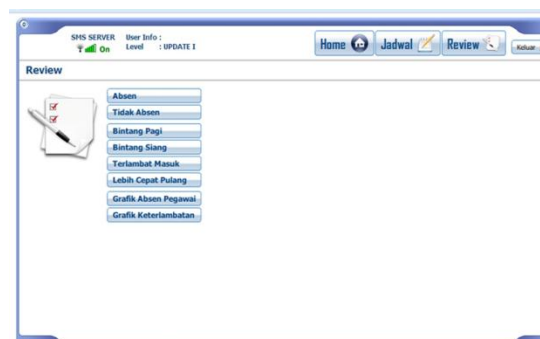 SMS SERVER User Info :
On Level : UPDATE I
Home Jadwal Review Keluar
Review
Absen
Tidak Absen
Bintang Pagi
Bintang Siang
Terlambat Masuk
Lebih Cepat Pulang
Grafik Absen Pegawai
Grafik Keterlambatan